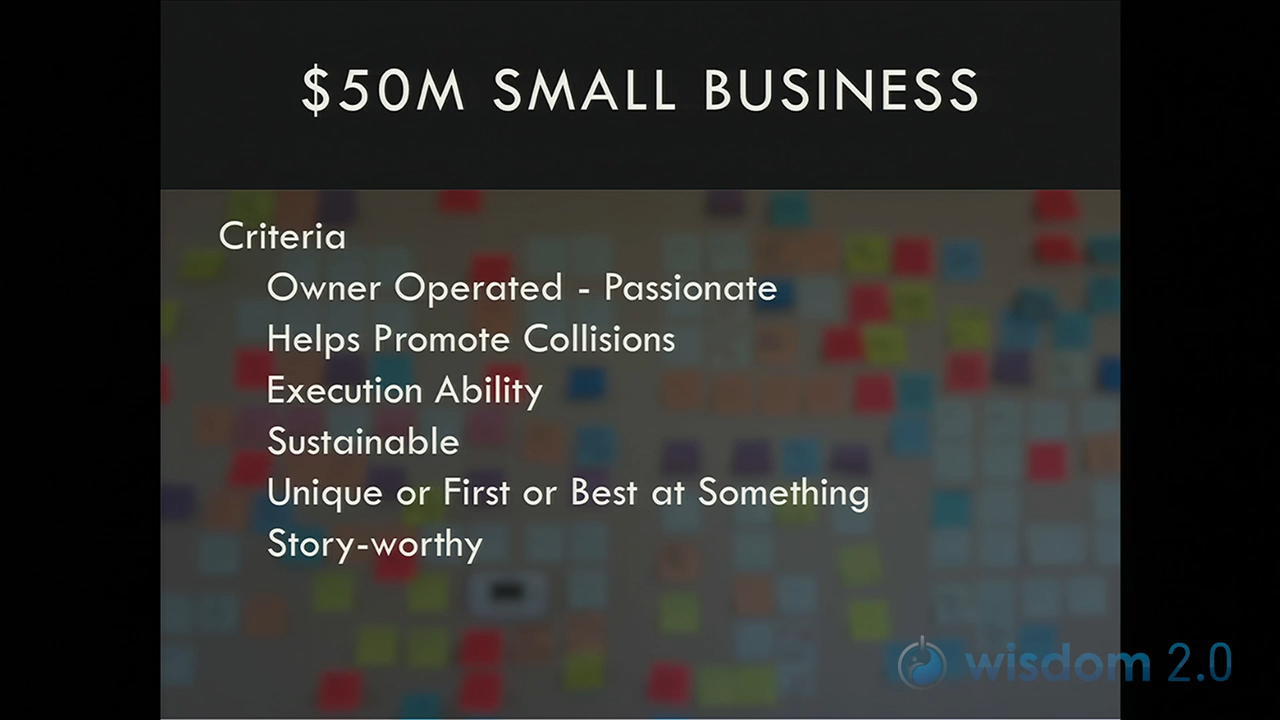 $50M SMALL BUSINESS
Criteria
Owner Operated - Passionate
Helps Promote Collisions
Execution Ability
Sustainable
Unique or First or Best at Something
Story-worthy
wisdom 2.0